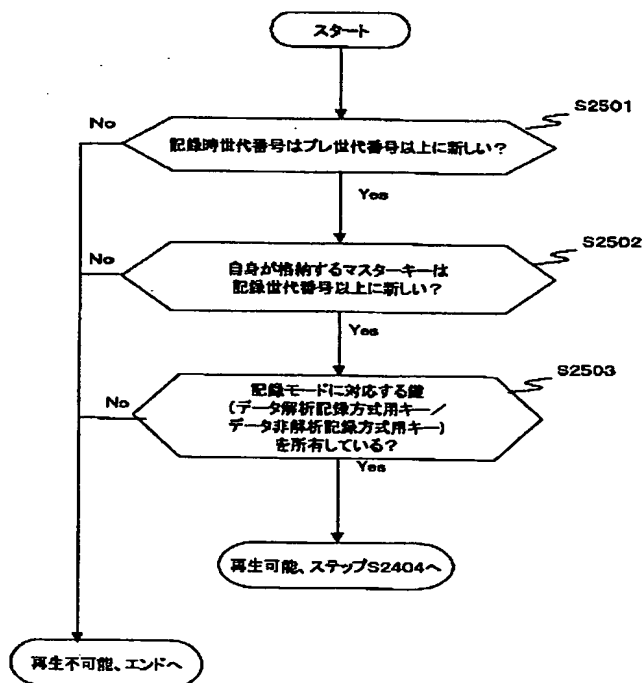 スタート
S2501
No
記録時世代番号はプレ世代番号以上に新しい?
Yes
S2502
No
自身が格納するマスターキーは
記録世代番号以上に新しい?
Yes
S2503
No
記録モードに対応する鍵
(データ解析記録方式用キー/
データ非解析記録方式用キー)
を所有している?
Yes
再生可能、ステップS2404へ
再生不可能、エンドへ